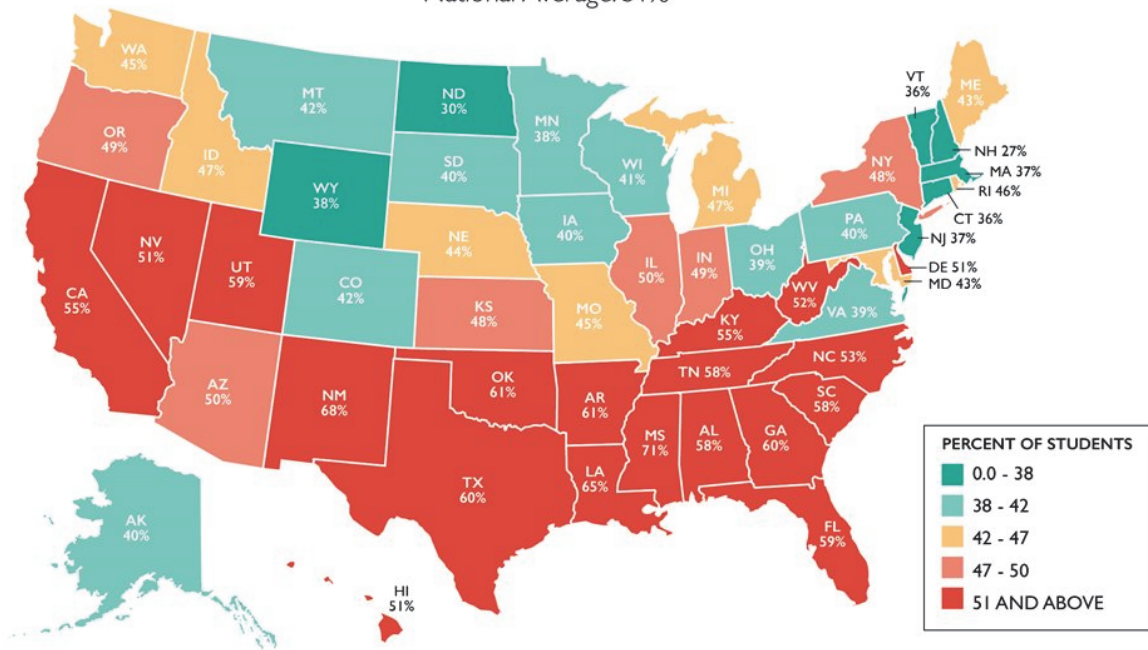 National Average: 51%
WA
45%
OR
49%
ID
47%
MT
42%
ND
30%
MN
38%
SD
40%
WY
38%
WI
41%
MI
47%
VT
36%
ME
43%
NH 27%
MA 37%
RI 46%
CT 36%
NJ 37%
DE 51%
MD 43%
NY
48%
PA
40%
IA
40%
NE
44%
NV
51%
UT
59%
CA
55%
CO
42%
KS
48%
MO
45%
IL
50%
IN
49%
OH
39%
WV
52%
VA 39%
KY
55%
NC 53%
TN 58%
SC
58%
AZ
50%
NM
68%
OK
61%
AR
61%
MS
71%
AL
58%
GA
60%
LA
65%
TX
60%
FL
59%
AK
40%
HI
51%
PERCENT OF STUDENTS
0.0 - 38
38 - 42
42 - 47
47 - 50
51 AND ABOVE